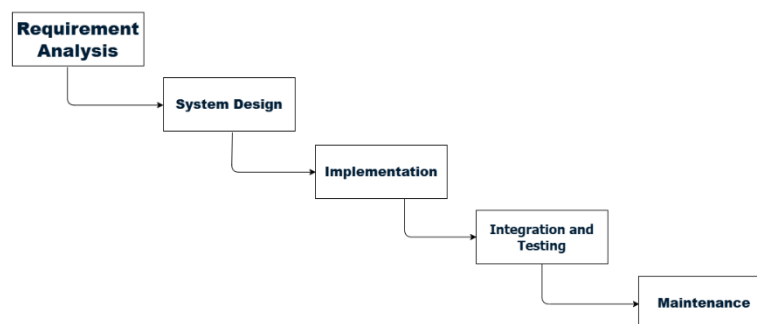 Requirement
Analysis
System Design
Implementation
Integration and
Testing
Maintenance